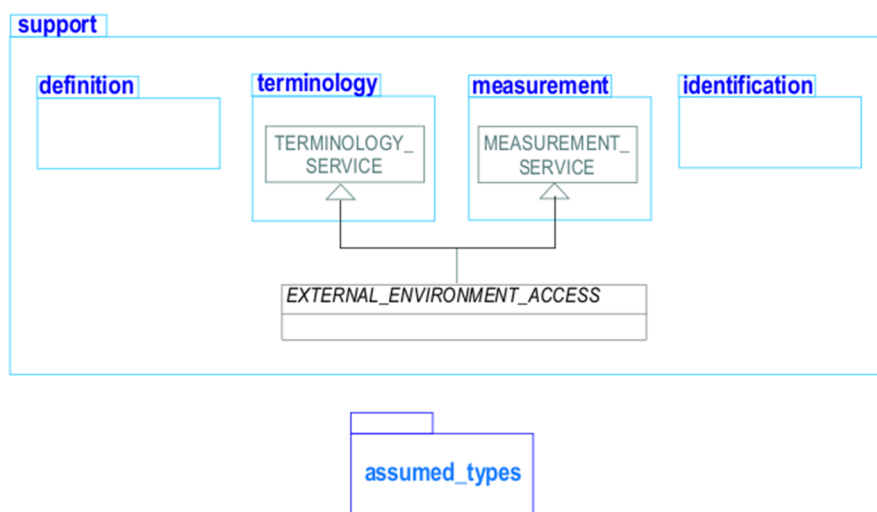 support
definition
terminology
measurement
identification
TERMINOLOGY_
SERVICE
MEASUREMENT_
SERVICE
EXTERNAL_ENVIRONMENT_ACCESS
assumed_types